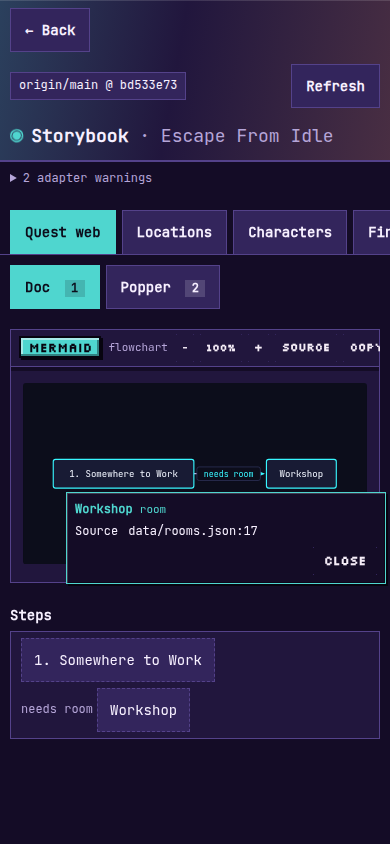 ← Back
origin/main @ bd533e73
Refresh
Storybook · Escape From Idle
▶ 2 adapter warnings
Quest web Locations Characters
Doc 1 Popper 2
MERMAID flowchart - 100% + SOURCE
1. Somewhere to Work needs room Workshop
Workshop room
Source data/rooms.json:17
CLOSE
Steps
1. Somewhere to Work
needs room Workshop